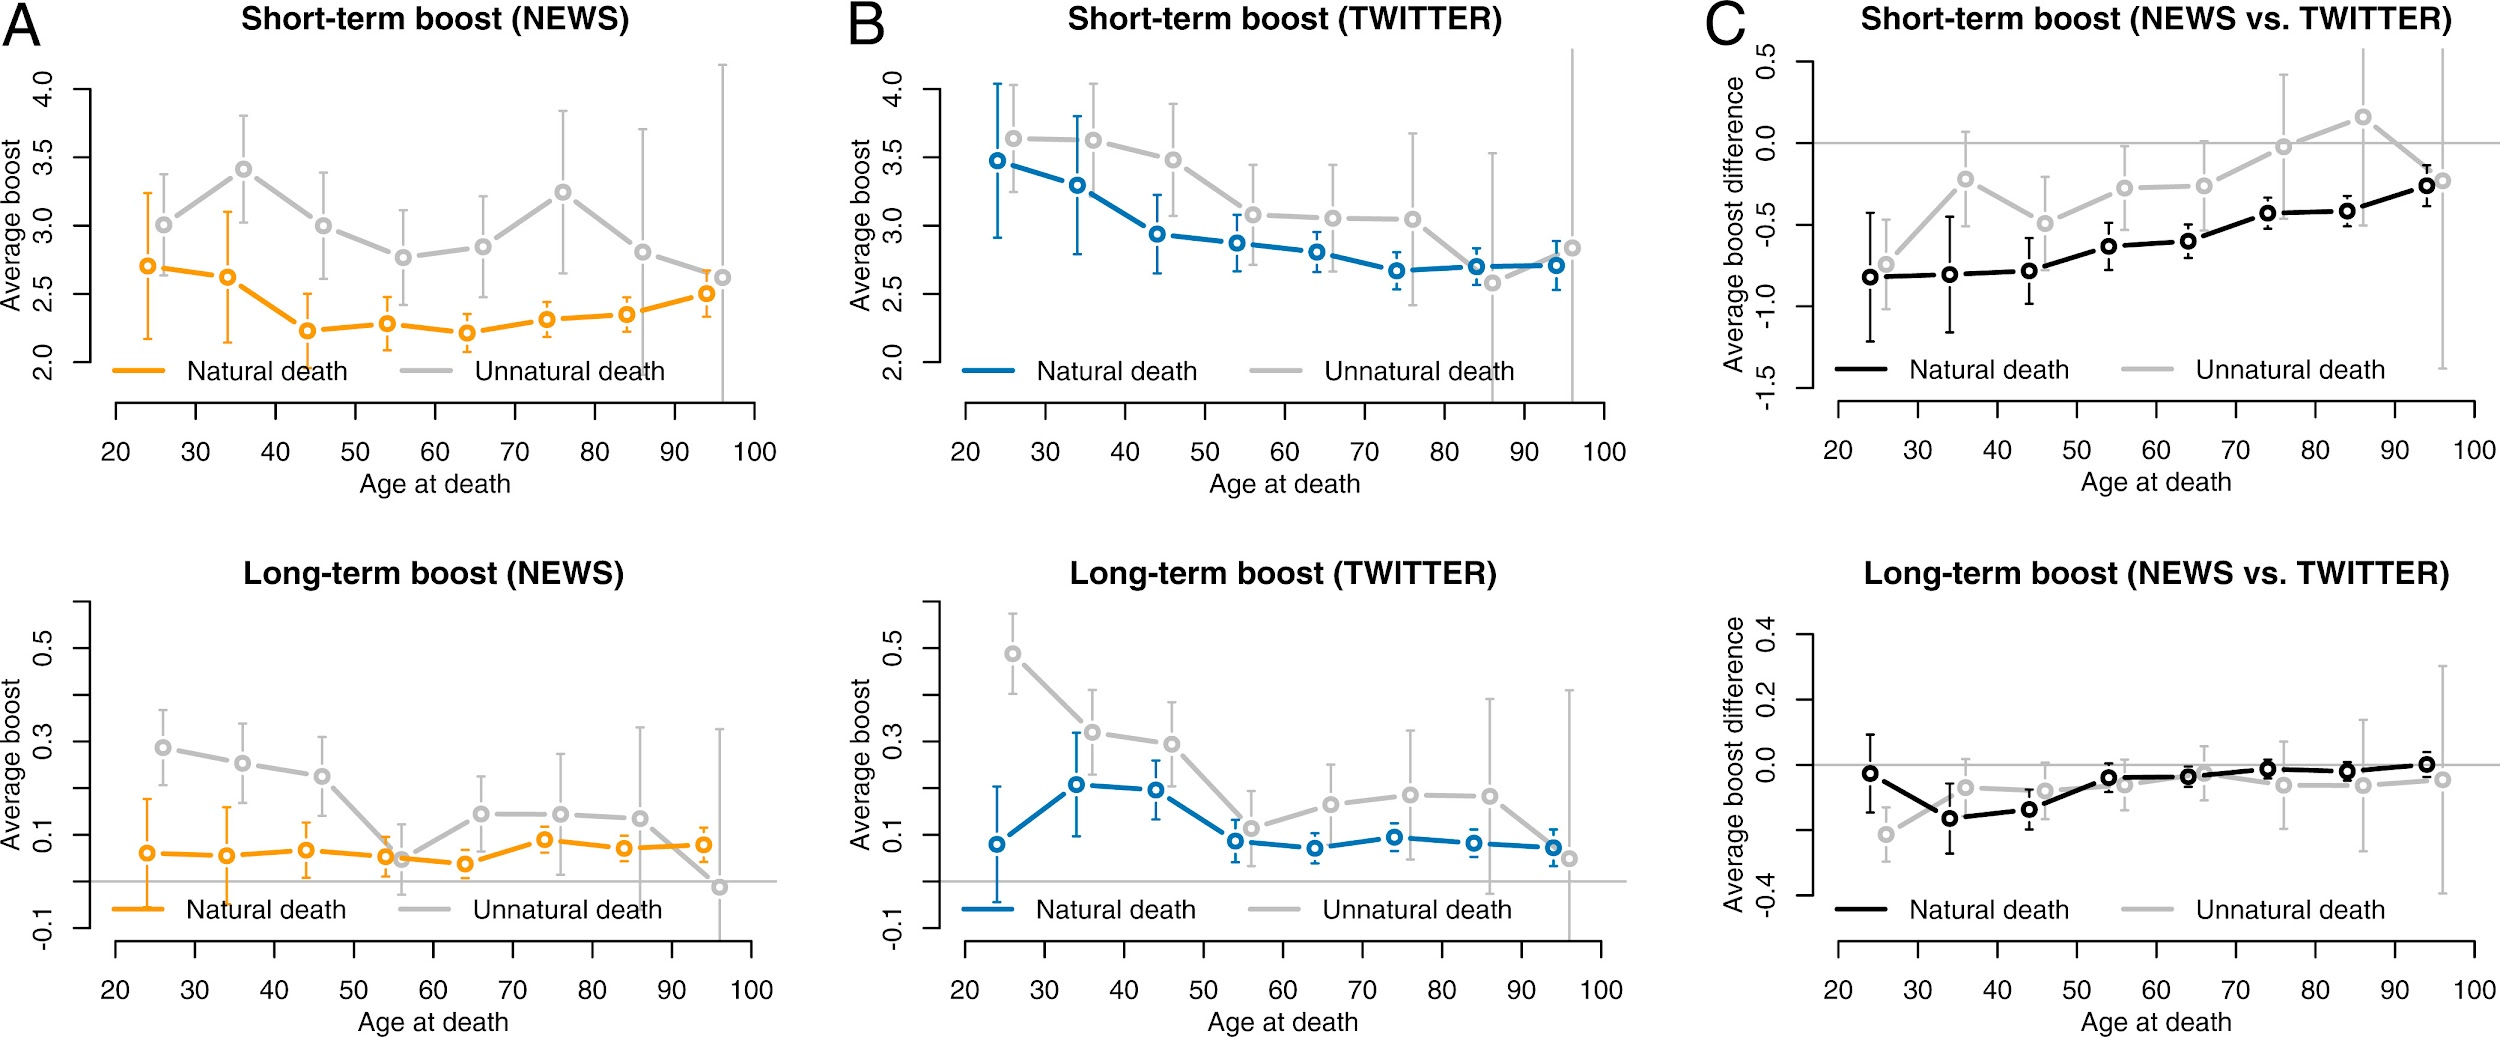 A
Short-term boost (NEWS)
Average boost
4.0
3.5
3.0
2.5
2.0
Natural death
Unnatural death
20 30 40 50 60 70 80 90 100
Age at death
B
Short-term boost (TWITTER)
Average boost
4.0
3.5
3.0
2.5
2.0
Natural death
Unnatural death
20 30 40 50 60 70 80 90 100
Age at death
C
Short-term boost (NEWS vs. TWITTER)
Average boost difference
0.5
0.0
-0.5
-1.0
-1.5
Natural death
Unnatural death
20 30 40 50 60 70 80 90 100
Age at death
Long-term boost (NEWS)
Average boost
0.5
0.3
0.1
-0.1
Natural death
Unnatural death
20 30 40 50 60 70 80 90 100
Age at death
Long-term boost (TWITTER)
Average boost
0.5
0.3
0.1
-0.1
Natural death
Unnatural death
20 30 40 50 60 70 80 90 100
Age at death
Long-term boost (NEWS vs. TWITTER)
Average boost difference
0.4
0.2
0.0
-0.4
Natural death
Unnatural death
20 30 40 50 60 70 80 90 100
Age at death